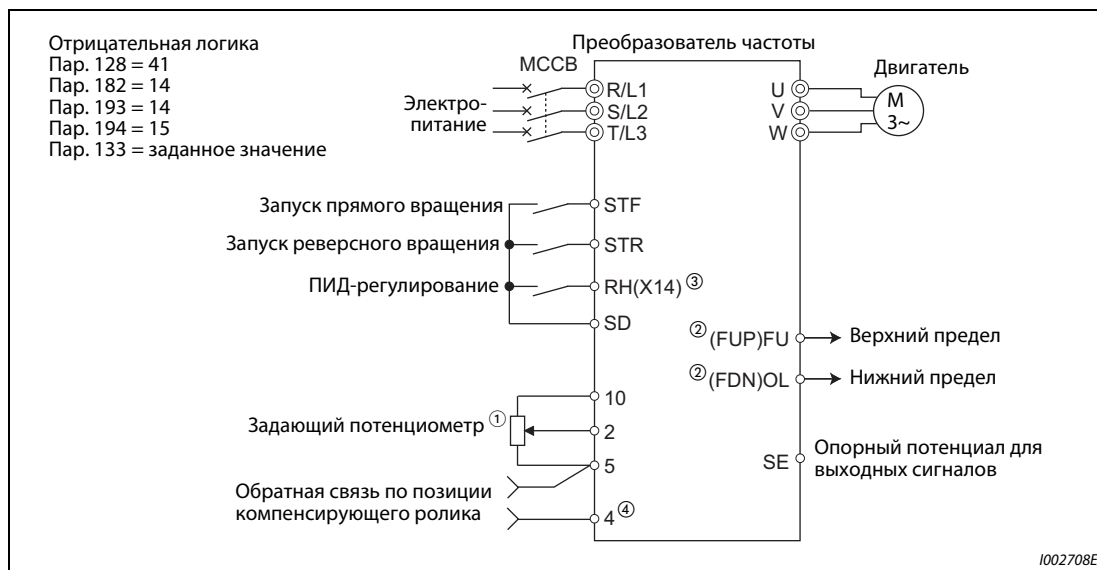 Отрицательная логика
Пар. 128 = 41
Пар. 182 = 14
Пар. 193 = 14
Пар. 194 = 15
Пар. 133 = заданное значение
Преобразователь частоты
MCCB
Двигатель
Электро-
питание
R/L1
S/L2
T/L3
U
V
W
M
3~
Запуск прямого вращения
STF
Запуск реверсного вращения
STR
ПИД-регулирование
RH(X14) ③
SD
② (FUP)FU
Верхний предел
② (FDN)OL
Нижний предел
10
Задающий потенциометр ①
2
5
SE
Опорный потенциал для
выходных сигналов
Обратная связь по позиции
компенсирующего ролика
4 ④
I002708E